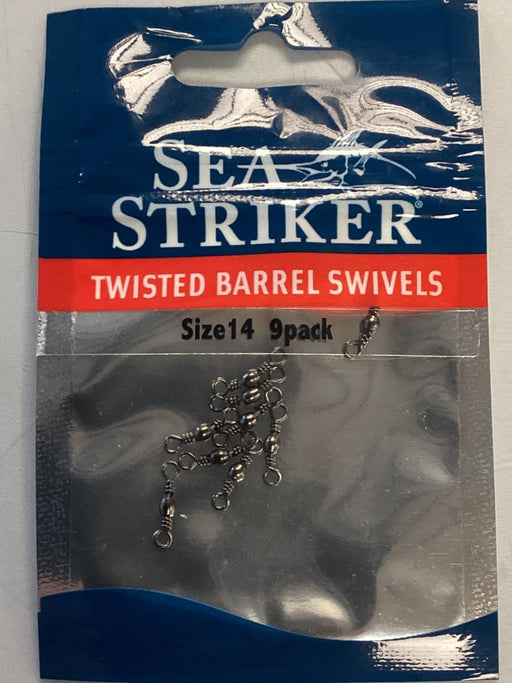 SEA
STRIKER®
TWISTED BARREL SWIVELS
Size14 9pack